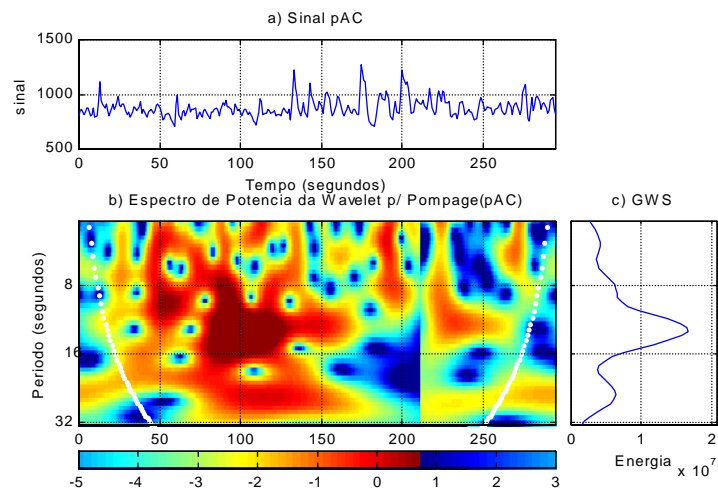 a) Sinal pAC
1500
1000
500
sinal
0 50 100 150 200 250
Tempo (segundos)
b) Espectro de Potencia da Wavelet p/ Pompage(pAC)
8
16
32
Periodo (segundos)
0 50 100 150 200 250
-5 -4 -3 -2 -1 0 1 2 3
c) GWS
0 1 2
Energia
x 10^7